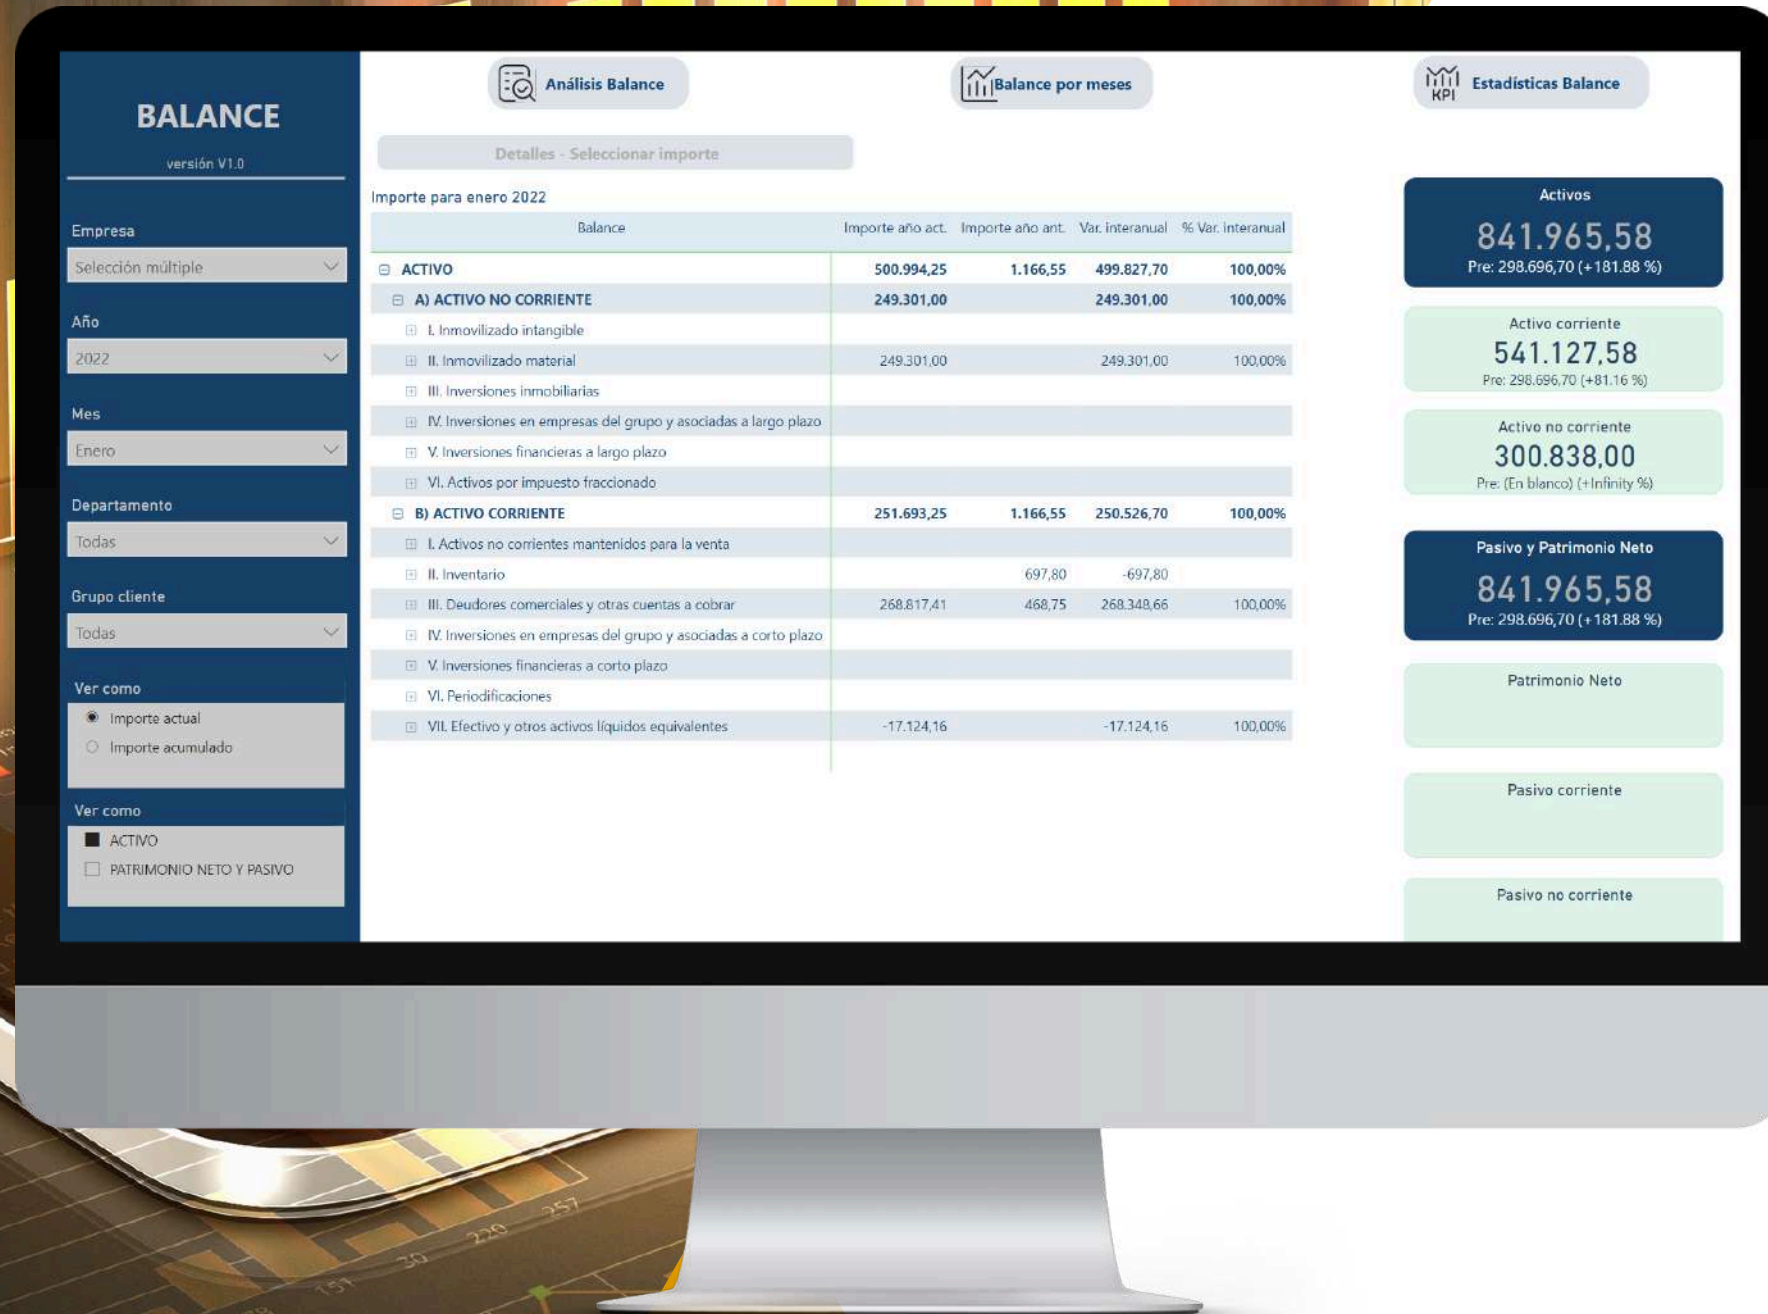 BALANCE
versión V1.0
Empresa
Selección múltiple
Año
2022
Mes
Enero
Departamento
Todas
Grupo cliente
Todas
Ver como
Importe actual
Importe acumulado
Ver como
ACTIVO
PATRIMONIO NETO Y PASIVO
Análisis Balance
Balance por meses
KPI Estadísticas Balance
Detalles - Seleccionar importe
Importe para enero 2022
Balance Importe año act. Importe año ant. Var. interanual % Var. interanual
ACTIVO 500.994,25 1.166,55 499.827,70 100,00%
A) ACTIVO NO CORRIENTE 249.301,00 249.301,00 100,00%
I. Inmovilizado intangible
II. Inmovilizado material 249.301,00 249.301,00 100,00%
III. Inversiones inmobiliarias
IV. Inversiones en empresas del grupo y asociadas a largo plazo
V. Inversiones financieras a largo plazo
VI. Activos por impuesto fraccionado
B) ACTIVO CORRIENTE 251.693,25 1.166,55 250.526,70 100,00%
I. Activos no corrientes mantenidos para la venta
II. Inventario 697,80 -697,80
III. Deudores comerciales y otras cuentas a cobrar 268.817,41 468,75 268.348,66 100,00%
IV. Inversiones en empresas del grupo y asociadas a corto plazo
V. Inversiones financieras a corto plazo
VI. Periodificaciones
VII. Efectivo y otros activos líquidos equivalentes -17.124,16 -17.124,16 100,00%
Activos
841.965,58
Pre: 298.696,70 (+181.88 %)
Activo corriente
541.127,58
Pre: 298.696,70 (+81.16 %)
Activo no corriente
300.838,00
Pre: (En blanco) (+Infinity %)
Pasivo y Patrimonio Neto
841.965,58
Pre: 298.696,70 (+181.88 %)
Patrimonio Neto
Pasivo corriente
Pasivo no corriente
257
220
30
151